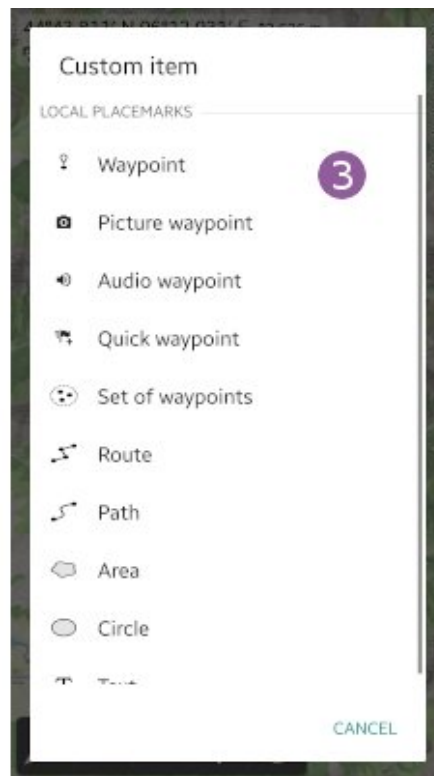 Custom item
LOCAL PLACEMARKS
Waypoint
3
Picture waypoint
Audio waypoint
Quick waypoint
Set of waypoints
Route
Path
Area
Circle
CANCEL